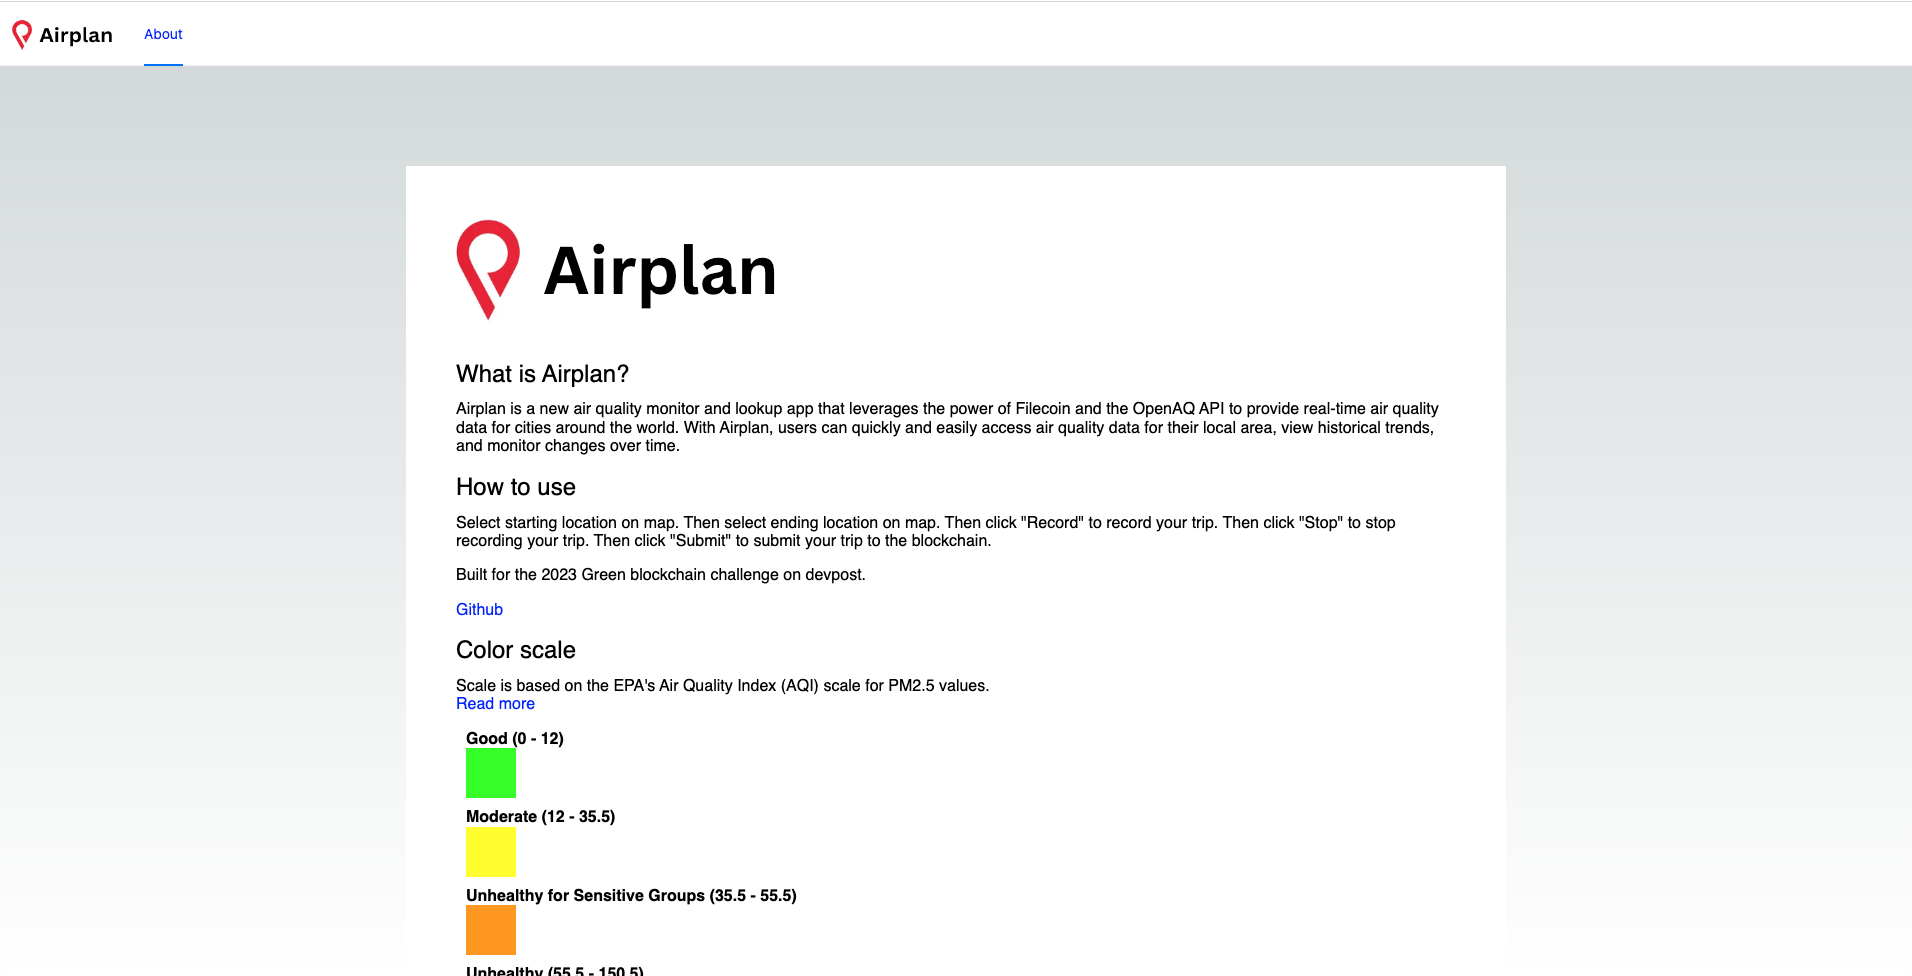 Airplan
About
Airplan
What is Airplan?
Airplan is a new air quality monitor and lookup app that leverages the power of Filecoin and the OpenAQ API to provide real-time air quality
data for cities around the world. With Airplan, users can quickly and easily access air quality data for their local area, view historical trends,
and monitor changes over time.
How to use
Select starting location on map. Then select ending location on map. Then click "Record" to record your trip. Then click "Stop" to stop
recording your trip. Then click "Submit" to submit your trip to the blockchain.
Built for the 2023 Green blockchain challenge on devpost.
Github
Color scale
Scale is based on the EPA's Air Quality Index (AQI) scale for PM2.5 values.
Read more
Good (0 - 12)
Moderate (12 - 35.5)
Unhealthy for Sensitive Groups (35.5 - 55.5)
Unhealthy (55.5 - 150.5)